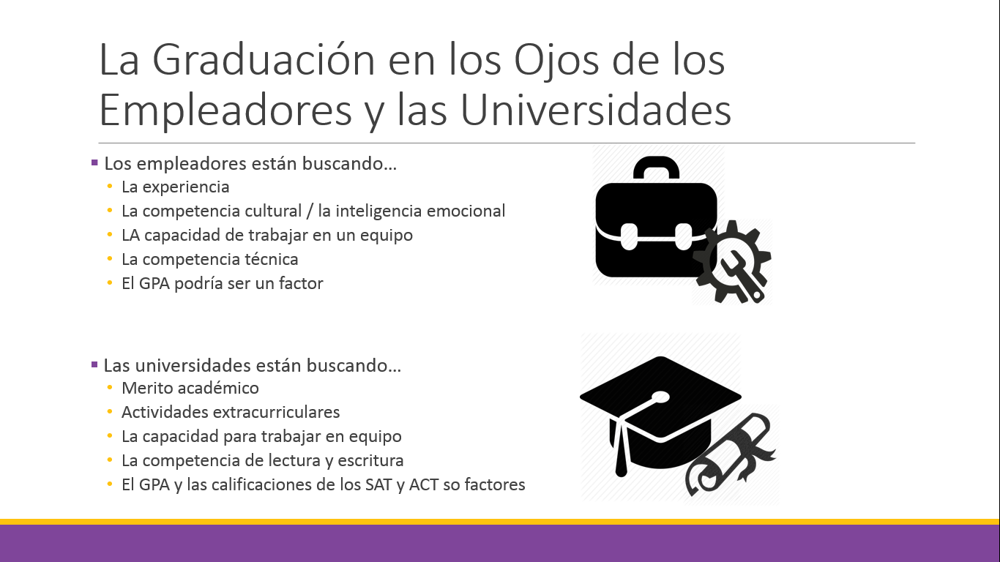 La Graduación en los Ojos de los
Empleadores y las Universidades
Los empleadores están buscando…
La experiencia
La competencia cultural / la inteligencia emocional
LA capacidad de trabajar en un equipo
La competencia técnica
El GPA podría ser un factor
Las universidades están buscando…
Merito académico
Actividades extracurriculares
La capacidad para trabajar en equipo
La competencia de lectura y escritura
El GPA y las calificaciones de los SAT y ACT so factores